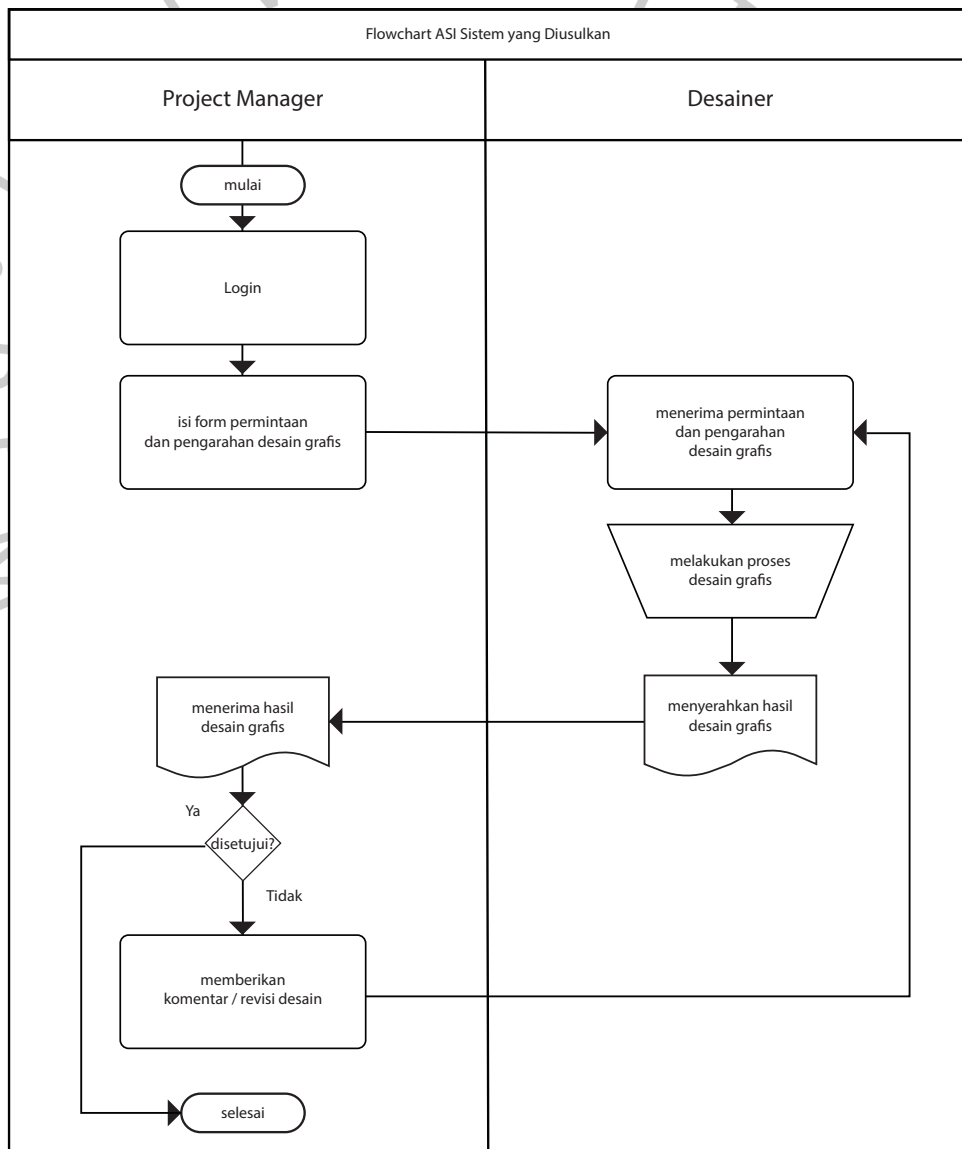 Flowchart ASI Sistem yang Diusulkan
Project Manager
Desainer
mulai
Login
isi form permintaan
dan pengarahan desain grafis
menerima permintaan
dan pengarahan
desain grafis
melakukan proses
desain grafis
menyerahkan hasil
desain grafis
menerima hasil
desain grafis
Ya
disetujui?
Tidak
memberikan
komentar / revisi desain
selesai